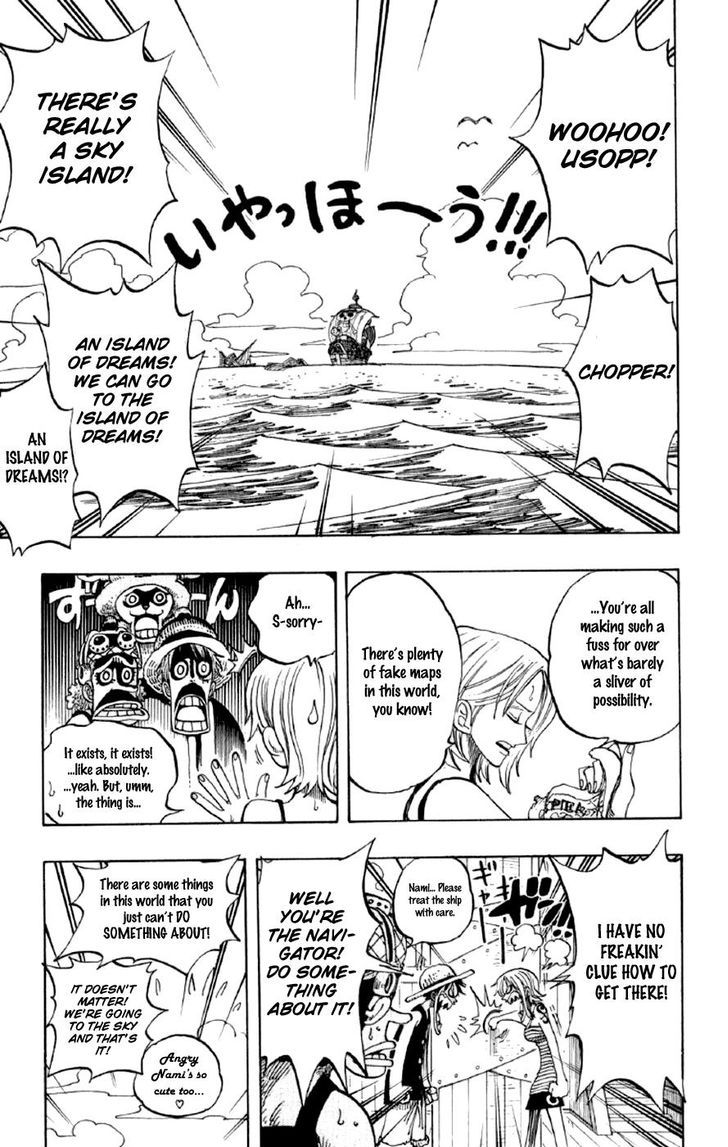 WOOHOO!
USOPP!
CHOPPER!
THERE'S
REALLY
A SKY
ISLAND!
いやっほーう!!!
AN ISLAND
OF DREAMS!
WE CAN GO
TO THE
ISLAND OF
DREAMS!
AN
ISLAND OF
DREAMS!?
...You're all
making such a
fuss for over
what's barely
a sliver of
possibility.
There's plenty
of fake maps
in this world,
you know!
Ah...
S-sorry-
ずーーん
It exists, it exists!
...like absolutely.
...yeah. But, umm,
the thing is...
I HAVE NO
FREAKIN'
CLUE HOW TO
GET THERE!
Nami... Please
treat the ship
with care.
WELL
YOU'RE
THE NAVI-
GATOR!
DO SOME-
THING
ABOUT IT!
There are some things
in this world that you
just can't DO
SOMETHING ABOUT!
IT DOESN'T
MATTER!
WE'RE GOING
TO THE SKY
AND THAT'S
IT!
Angry
Nami's so
cute too...
♡